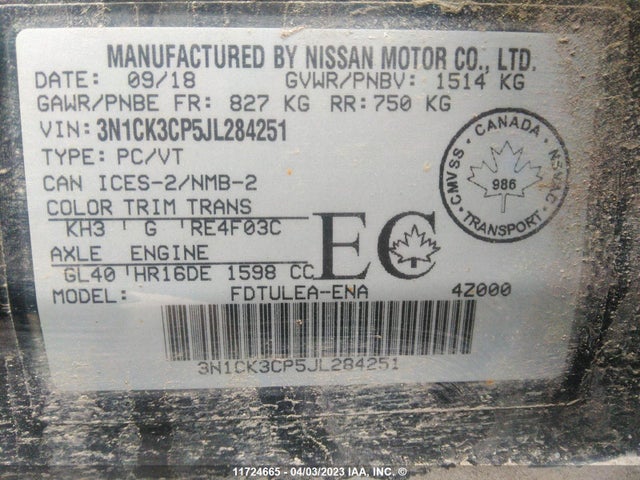 MANUFACTURED BY NISSAN MOTOR CO., LTD.
DATE: 09/18 GVWR/PNBV: 1514 KG
GAWR/PNBE FR: 827 KG RR: 750 KG
VIN: 3N1CK3CP5JL284251
TYPE: PC/VT
CAN ICES-2/NMB-2
COLOR TRIM TRANS
KH3 G RE4F03C
AXLE ENGINE
GL40 HR16DE 1598 CC
MODEL: FDTULEA-ENA 4Z000
EC
CMVSS - CANADA - NSVAC
986
TRANSPORT
3N1CK3CP5JL284251
11724665 - 04/03/2023 IAA, INC. ©